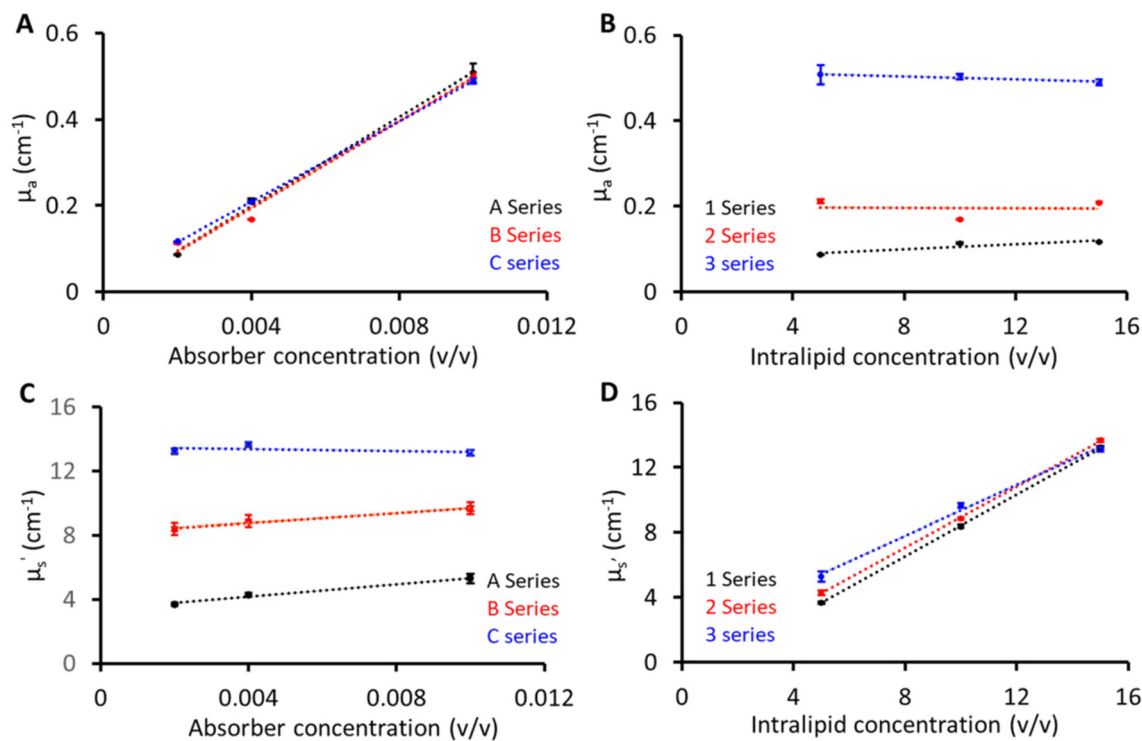 A
0.6
0.4
0.2
0
μa (cm-1)
A Series
B Series
C series
0
0.004
0.008
0.012
Absorber concentration (v/v)
B
0.6
0.4
0.2
0
μa (cm-1)
1 Series
2 Series
3 series
0
4
8
12
16
Intralipid concentration (v/v)
C
16
12
8
4
0
μs' (cm-1)
A Series
B Series
C series
0
0.004
0.008
0.012
Absorber concentration (v/v)
D
16
12
8
4
0
μs' (cm-1)
1 Series
2 Series
3 series
0
4
8
12
16
Intralipid concentration (v/v)